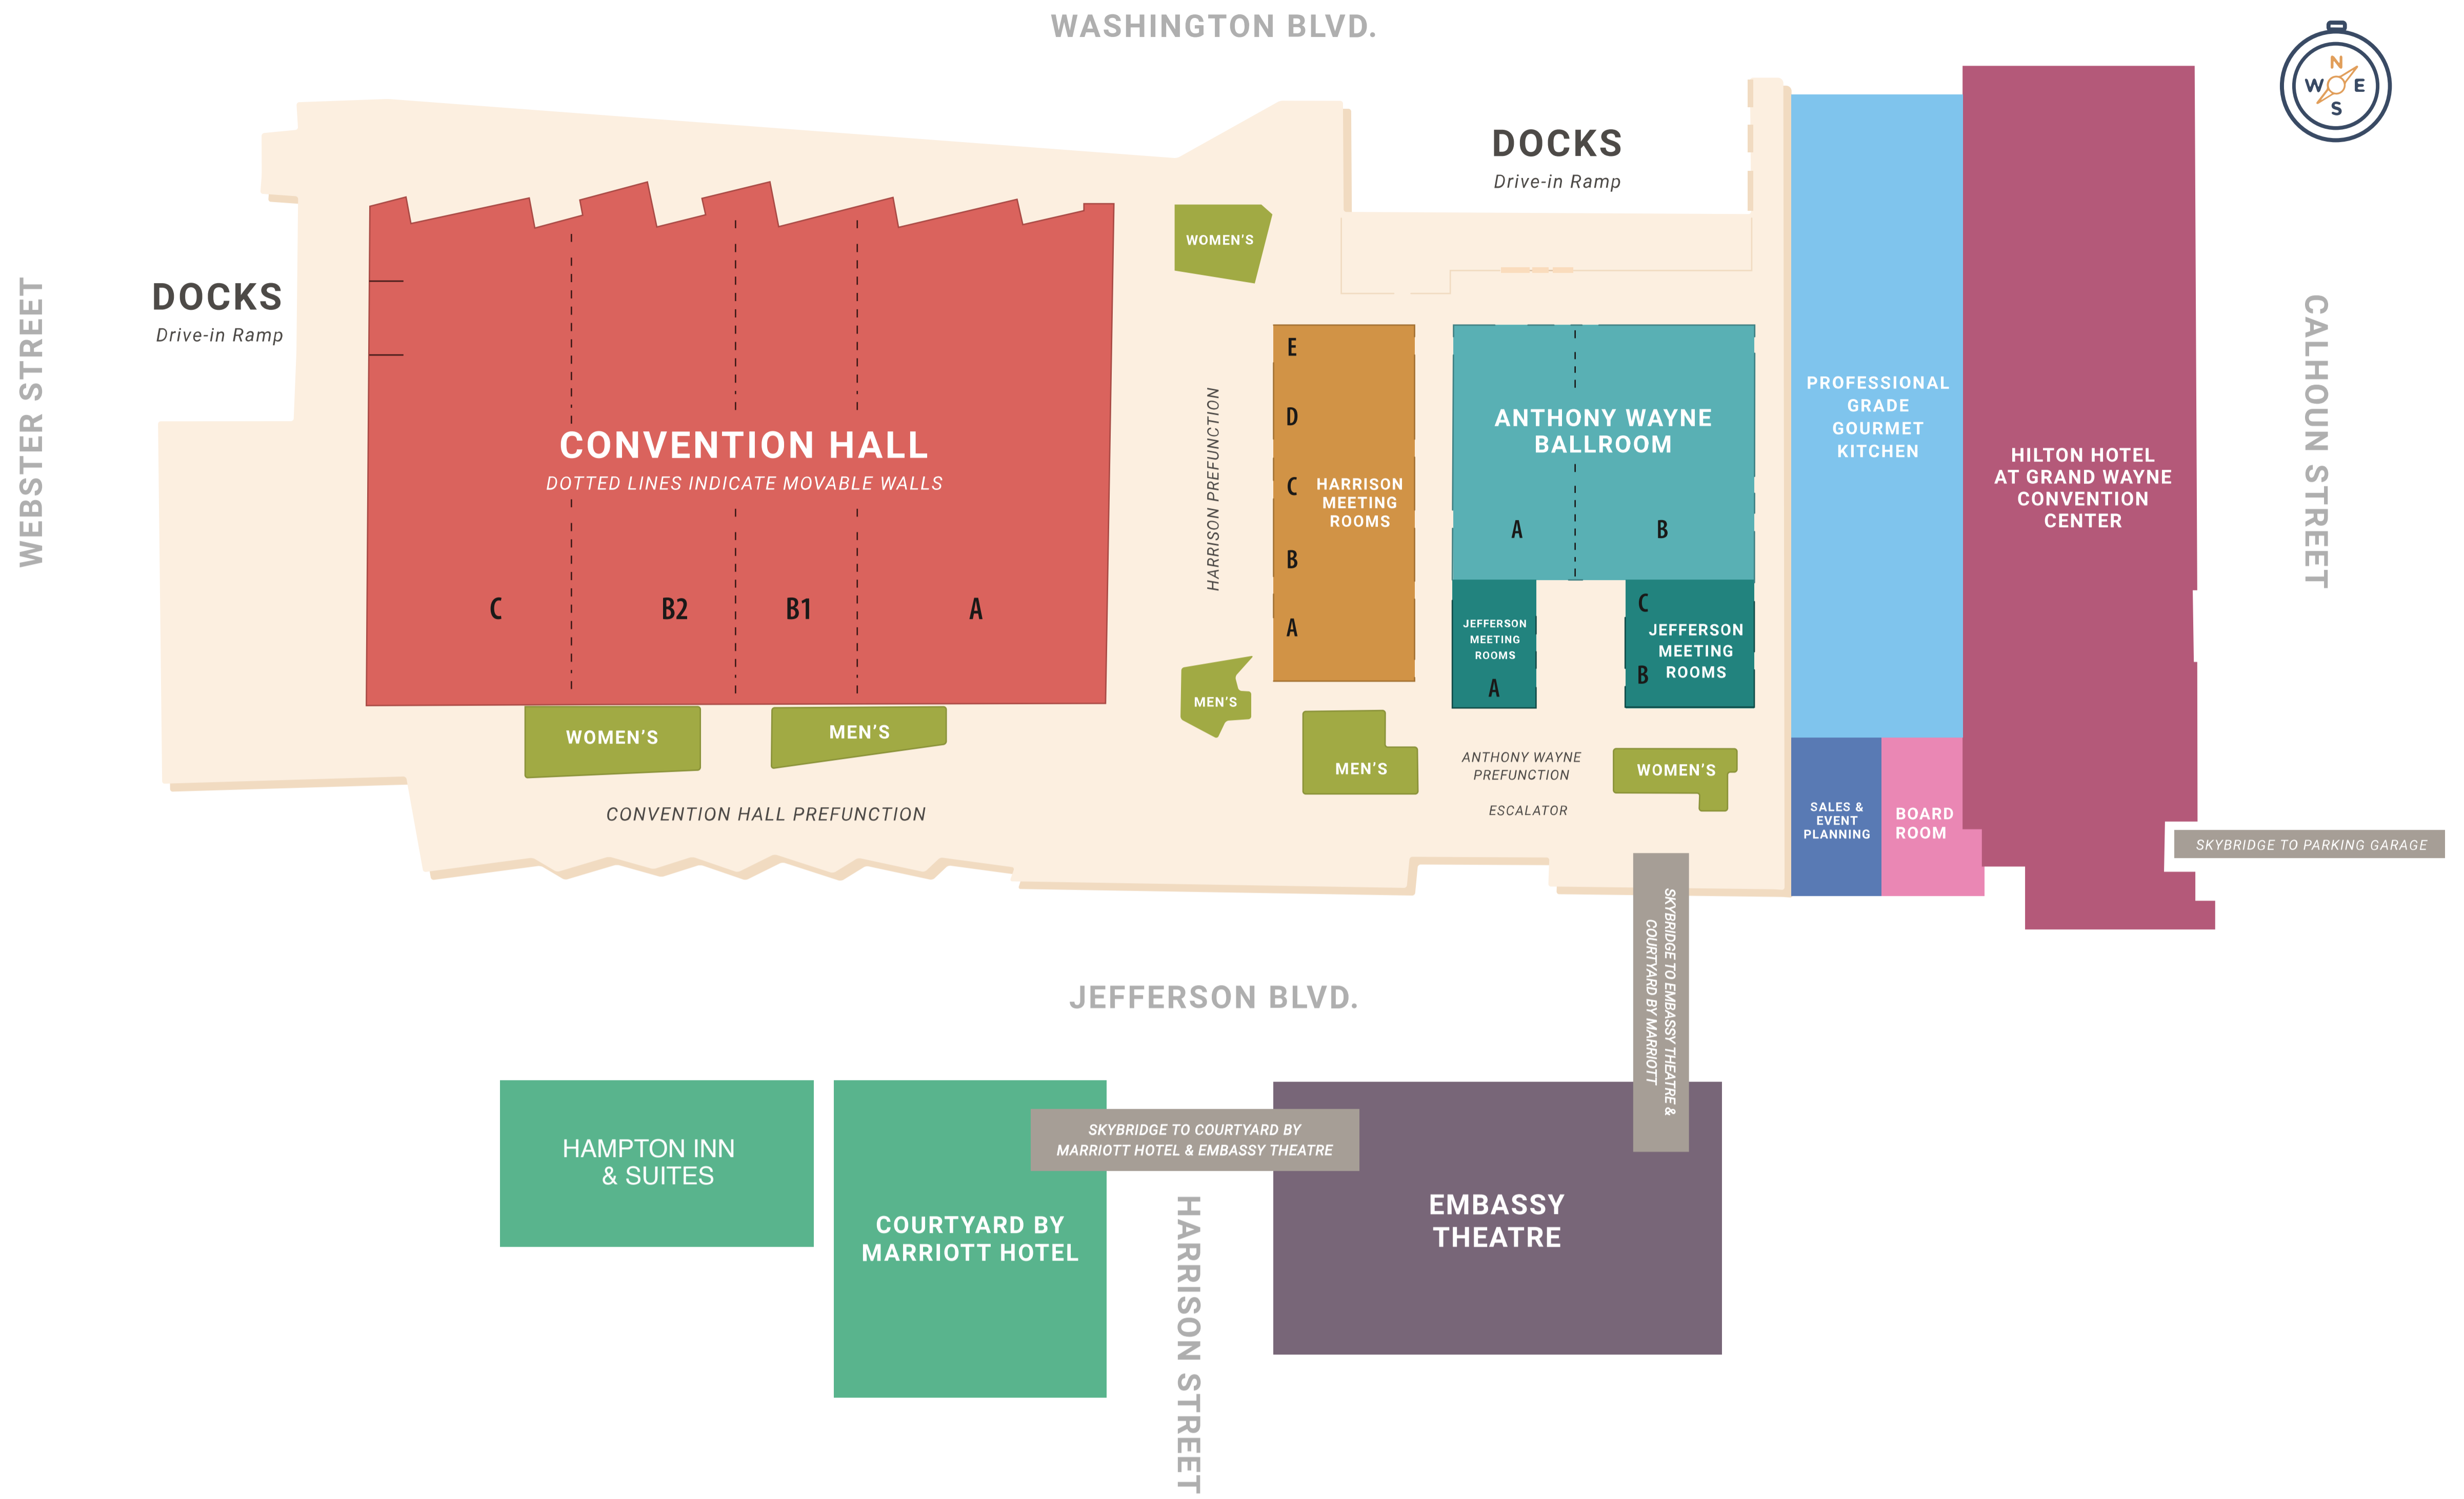 WASHINGTON BLVD.
N
W E
S
DOCKS
Drive-in Ramp
WOMEN'S
DOCKS
Drive-in Ramp
WEBSTER STREET
CALHOUN STREET
CONVENTION HALL
DOTTED LINES INDICATE MOVABLE WALLS
C
B2
B1
A
HARRISON PREFUNCTION
E
D
C
B
A
HARRISON
MEETING
ROOMS
ANTHONY WAYNE
BALLROOM
A
B
JEFFERSON
MEETING
ROOMS
A
C
B
JEFFERSON
MEETING
ROOMS
PROFESSIONAL
GRADE
GOURMET
KITCHEN
HILTON HOTEL
AT GRAND WAYNE
CONVENTION
CENTER
WOMEN'S
MEN'S
MEN'S
MEN'S
ANTHONY WAYNE
PREFUNCTION
ESCALATOR
WOMEN'S
CONVENTION HALL PREFUNCTION
SALES &
EVENT
PLANNING
BOARD
ROOM
SKYBRIDGE TO PARKING GARAGE
SKYBRIDGE TO EMBASSY THEATRE &
COURTYARD BY MARRIOTT
JEFFERSON BLVD.
HAMPTON INN
& SUITES
COURTYARD BY
MARRIOTT HOTEL
SKYBRIDGE TO COURTYARD BY
MARRIOTT HOTEL & EMBASSY THEATRE
HARRISON STREET
EMBASSY
THEATRE